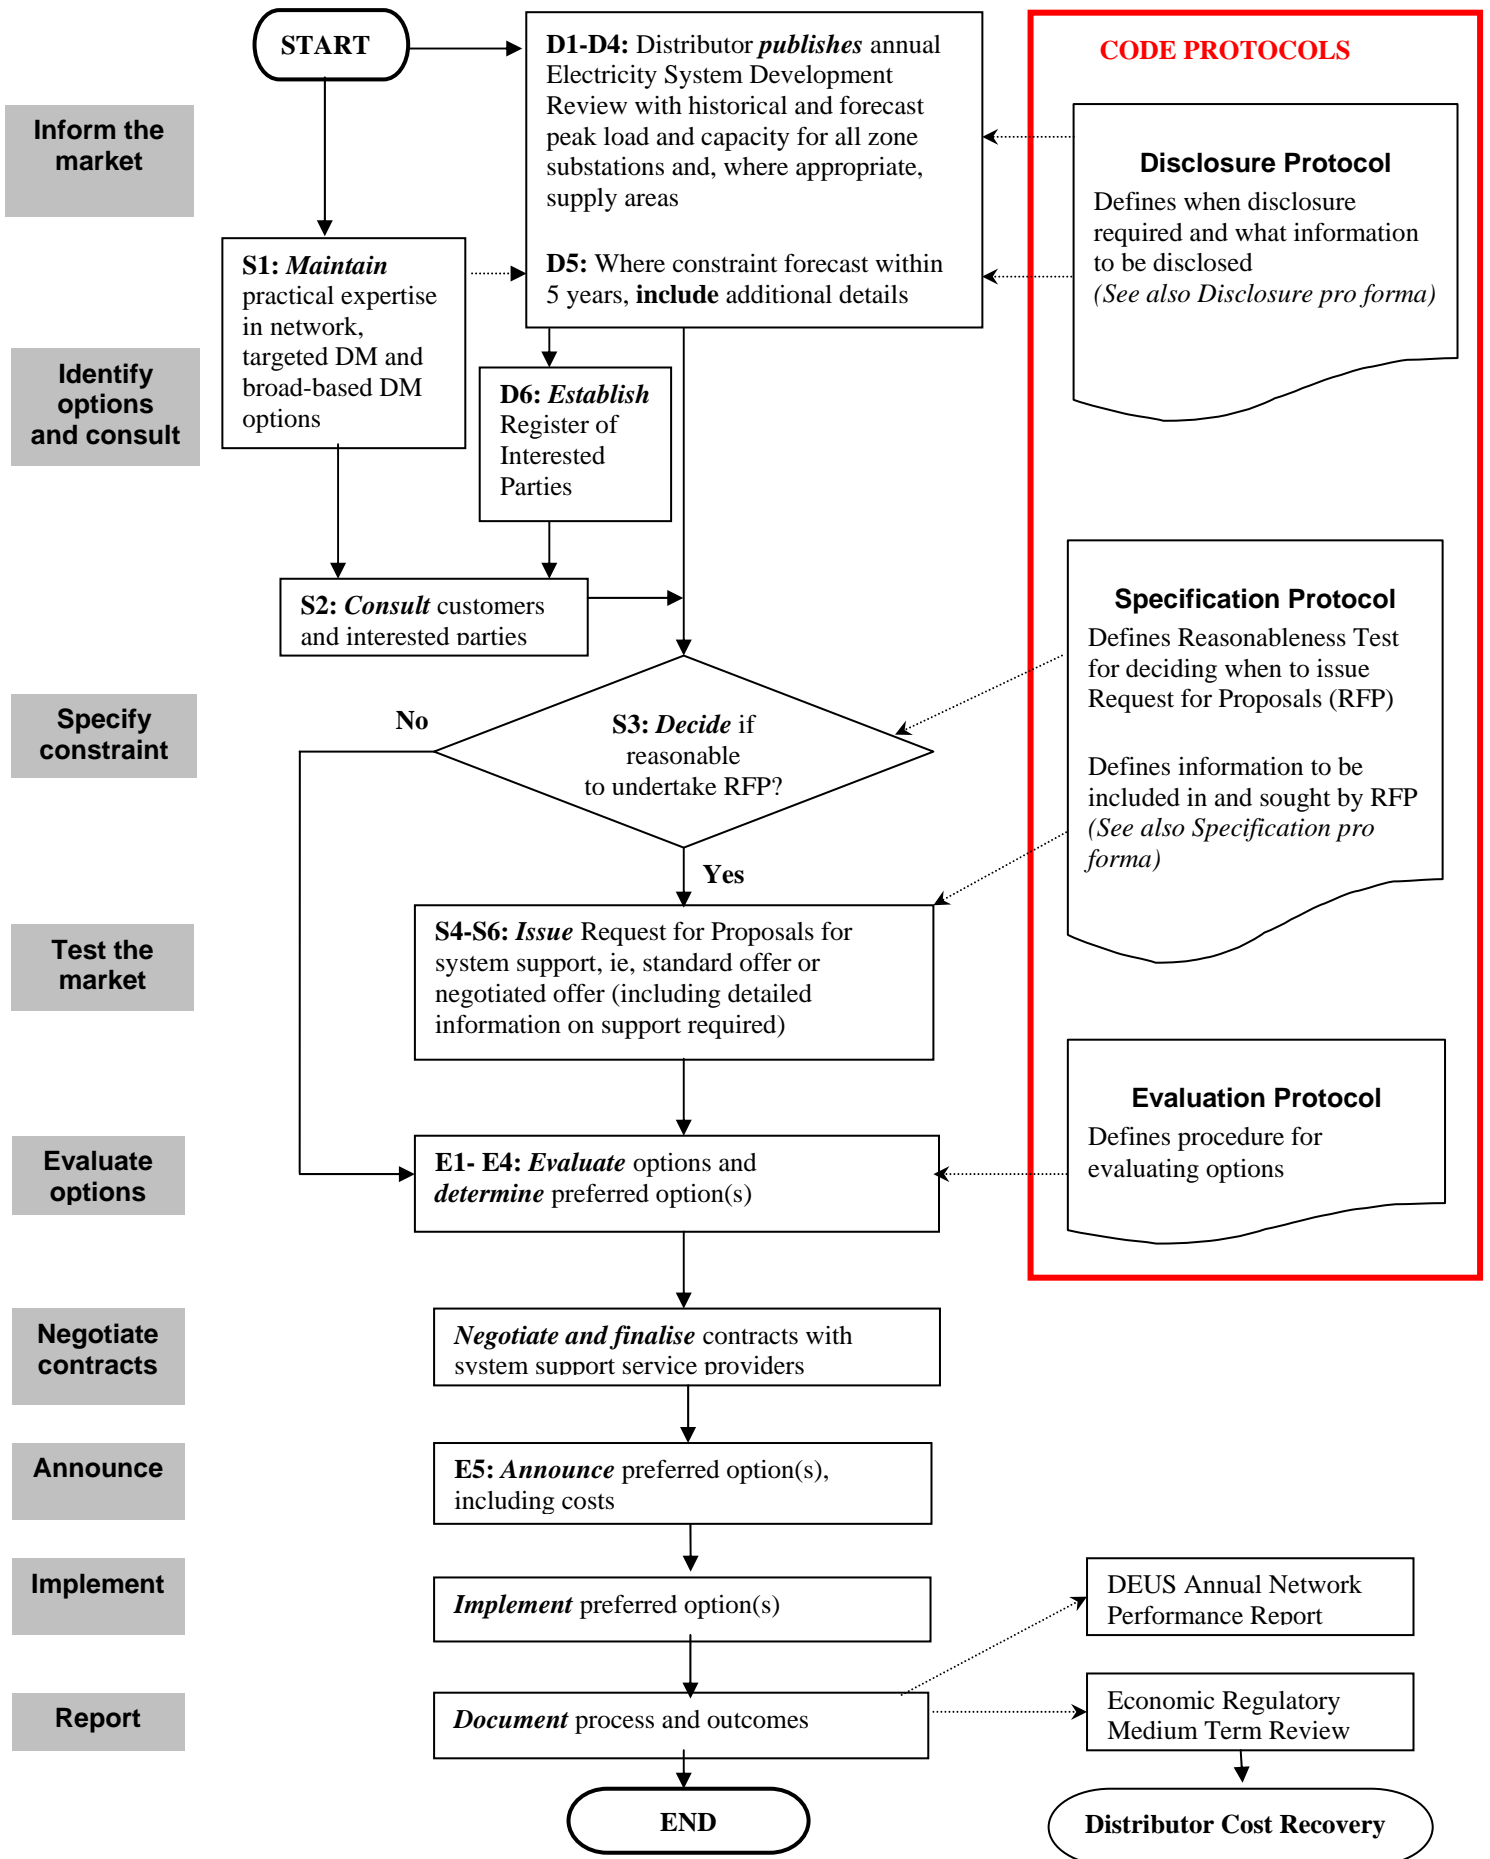 START
D1-D4: Distributor publishes annual
Electricity System Development
Review with historical and forecast
peak load and capacity for all zone
substations and, where appropriate,
supply areas
D5: Where constraint forecast within
5 years, include additional details
CODE PROTOCOLS
Inform the
market
Disclosure Protocol
Defines when disclosure
required and what information
to be disclosed
(See also Disclosure pro forma)
S1: Maintain
practical expertise
in network,
targeted DM and
broad-based DM
options
Identify
options
and consult
D6: Establish
Register of
Interested
Parties
S2: Consult customers
and interested parties
Specification Protocol
Defines Reasonableness Test
for deciding when to issue
Request for Proposals (RFP)
Defines information to be
included in and sought by RFP
(See also Specification pro
forma)
Specify
constraint
No
S3: Decide if
reasonable
to undertake RFP?
Yes
Test the
market
S4-S6: Issue Request for Proposals for
system support, ie, standard offer or
negotiated offer (including detailed
information on support required)
Evaluation Protocol
Defines procedure for
evaluating options
Evaluate
options
E1- E4: Evaluate options and
determine preferred option(s)
Negotiate
contracts
Negotiate and finalise contracts with
system support service providers
Announce
E5: Announce preferred option(s),
including costs
Implement
Implement preferred option(s)
DEUS Annual Network
Performance Report
Report
Document process and outcomes
Economic Regulatory
Medium Term Review
END
Distributor Cost Recovery